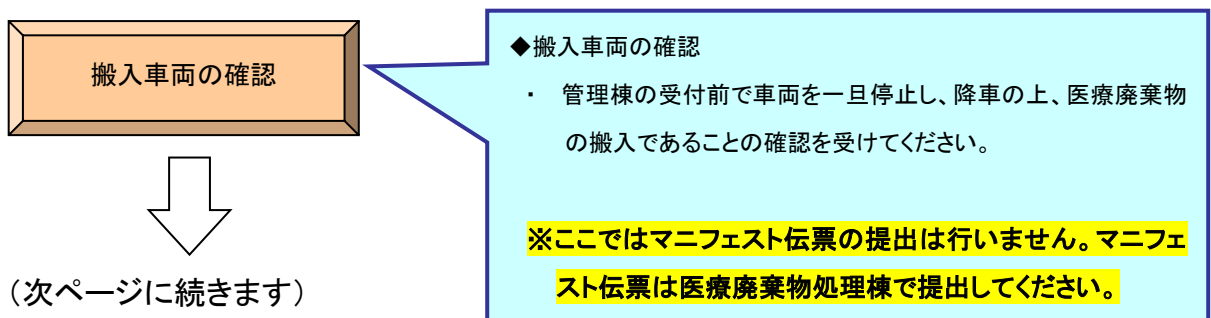 搬入車両の確認
◆搬入車両の確認
・ 管理棟の受付前で車両を一旦停止し、降車の上、医療廃棄物
の搬入であることの確認を受けてください。
※ここではマニフェスト伝票の提出は行いません。マニフェ
スト伝票は医療廃棄物処理棟で提出してください。
（次ページに続きます）